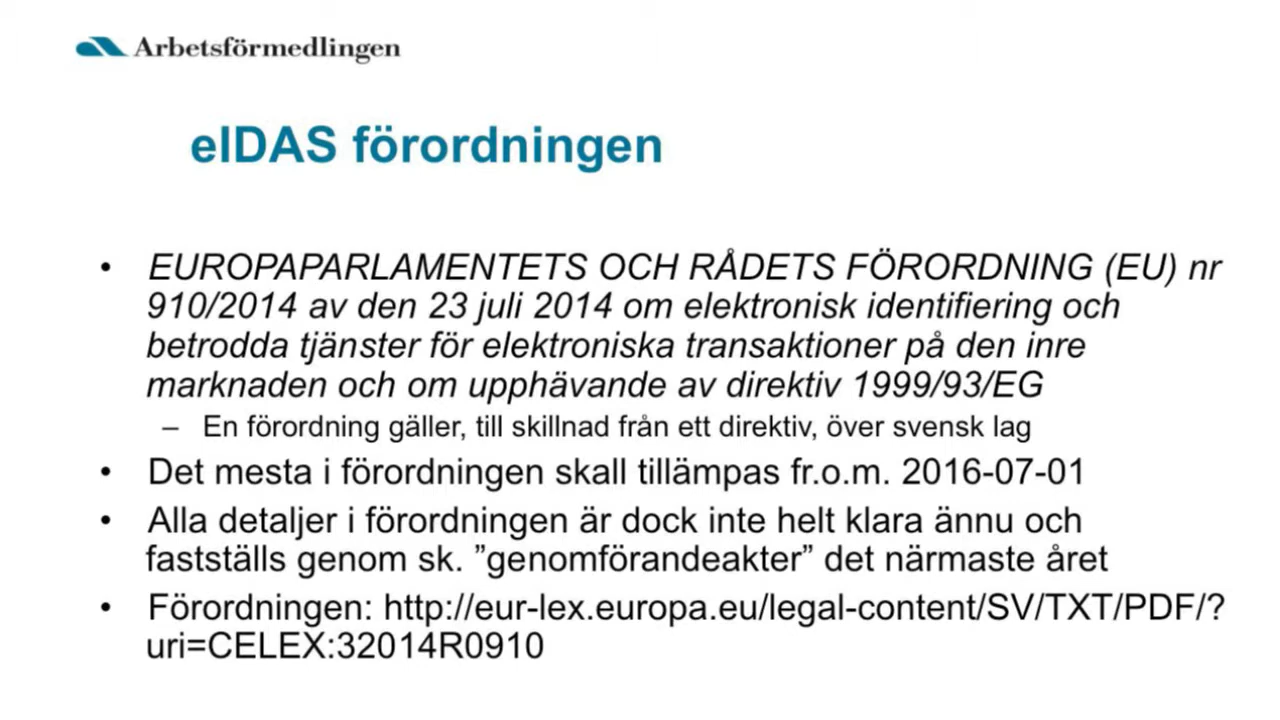 Arbetsförmedlingen
eIDAS förordningen
• EUROPAPARLAMENTETS OCH RÅDETS FÖRORDNING (EU) nr
910/2014 av den 23 juli 2014 om elektronisk identifiering och
betrodda tjänster för elektroniska transaktioner på den inre
marknaden och om upphävande av direktiv 1999/93/EG
– En förordning gäller, till skillnad från ett direktiv, över svensk lag
• Det mesta i förordningen skall tillämpas fr.o.m. 2016-07-01
• Alla detaljer i förordningen är dock inte helt klara ännu och
fastställs genom sk. ”genomförandeakter” det närmaste året
• Förordningen: http://eur-lex.europa.eu/legal-content/SV/TXT/PDF/?
uri=CELEX:32014R0910